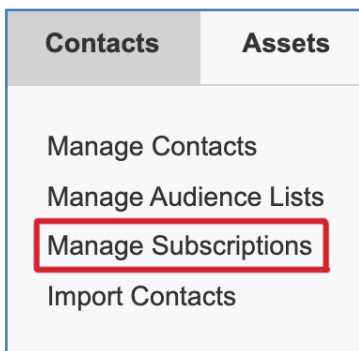 Contacts Assets
Manage Contacts
Manage Audience Lists
Manage Subscriptions
Import Contacts